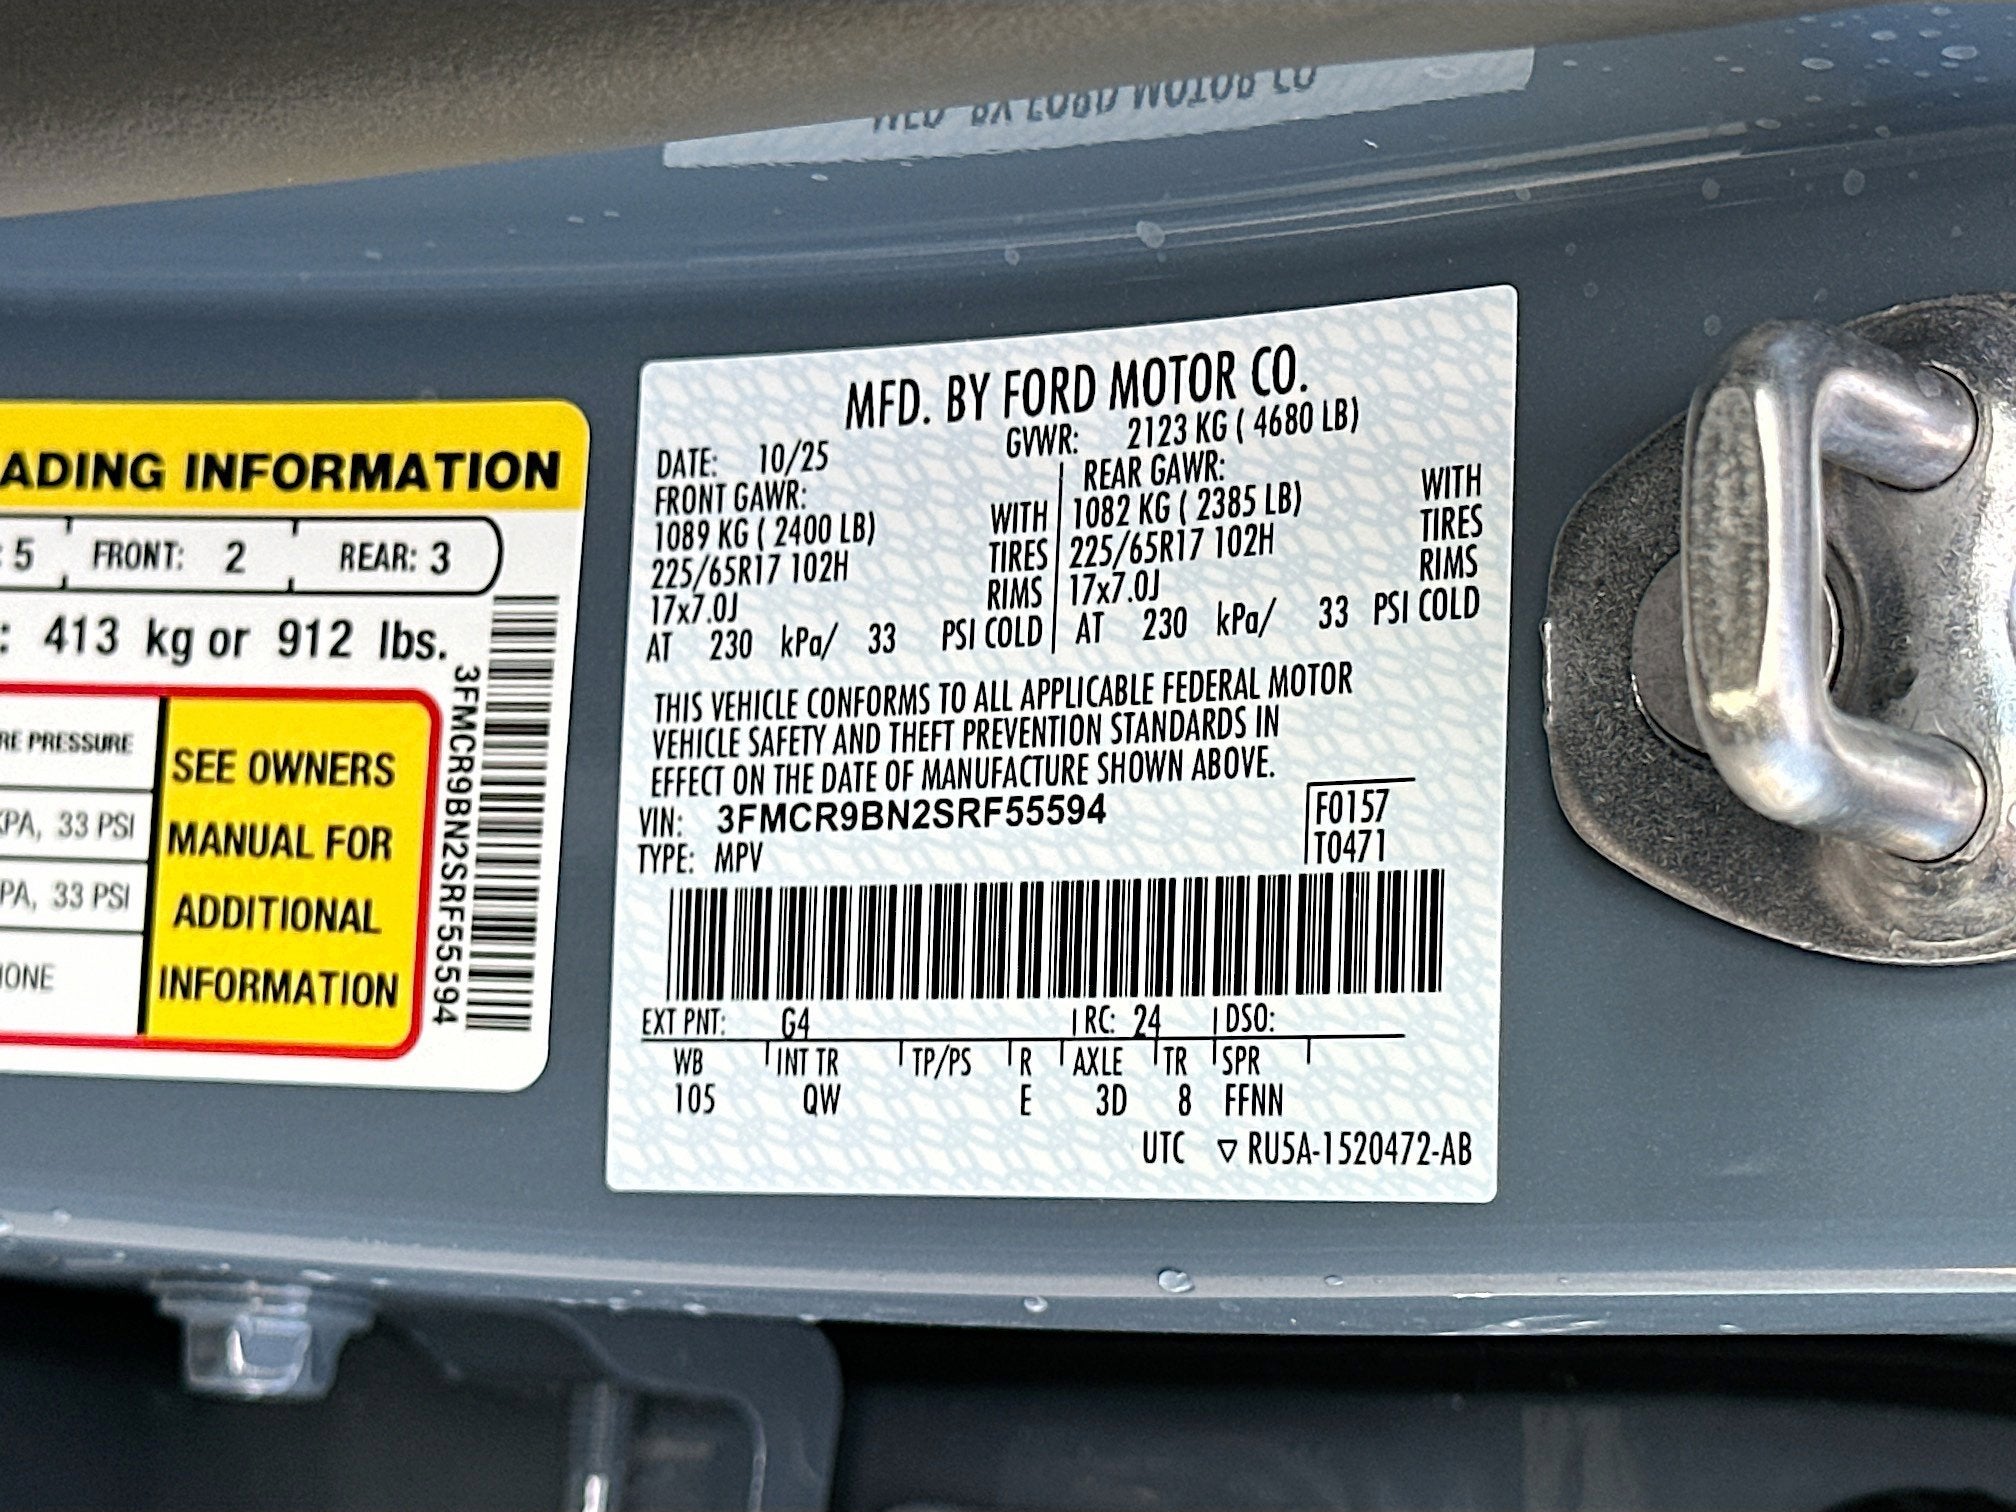 ADING INFORMATION
: 5 FRONT: 2 REAR: 3
: 413 kg or 912 lbs.
RE PRESSURE
KPA, 33 PSI
PA, 33 PSI
SEE OWNERS
MANUAL FOR
ADDITIONAL
INFORMATION
3FMCR9BN2SRF55594
MFD. BY FORD MOTOR CO.
DATE: 10/25 GVWR: 2123 KG ( 4680 LB)
FRONT GAWR: REAR GAWR:
1089 KG ( 2400 LB) WITH 1082 KG ( 2385 LB) WITH
225/65R17 102H TIRES 225/65R17 102H TIRES
17x7.0J RIMS 17x7.0J RIMS
AT 230 kPa/ 33 PSI COLD AT 230 kPa/ 33 PSI COLD
THIS VEHICLE CONFORMS TO ALL APPLICABLE FEDERAL MOTOR
VEHICLE SAFETY AND THEFT PREVENTION STANDARDS IN
EFFECT ON THE DATE OF MANUFACTURE SHOWN ABOVE.
VIN: 3FMCR9BN2SRF55594 F0157
TYPE: MPV T0471
EXT PNT: G4 RC: 24 DSO:
WB INT TR TP/PS R AXLE TR SPR
105 QW E 3D 8 FFNN
UTC ▽ RU5A-1520472-AB